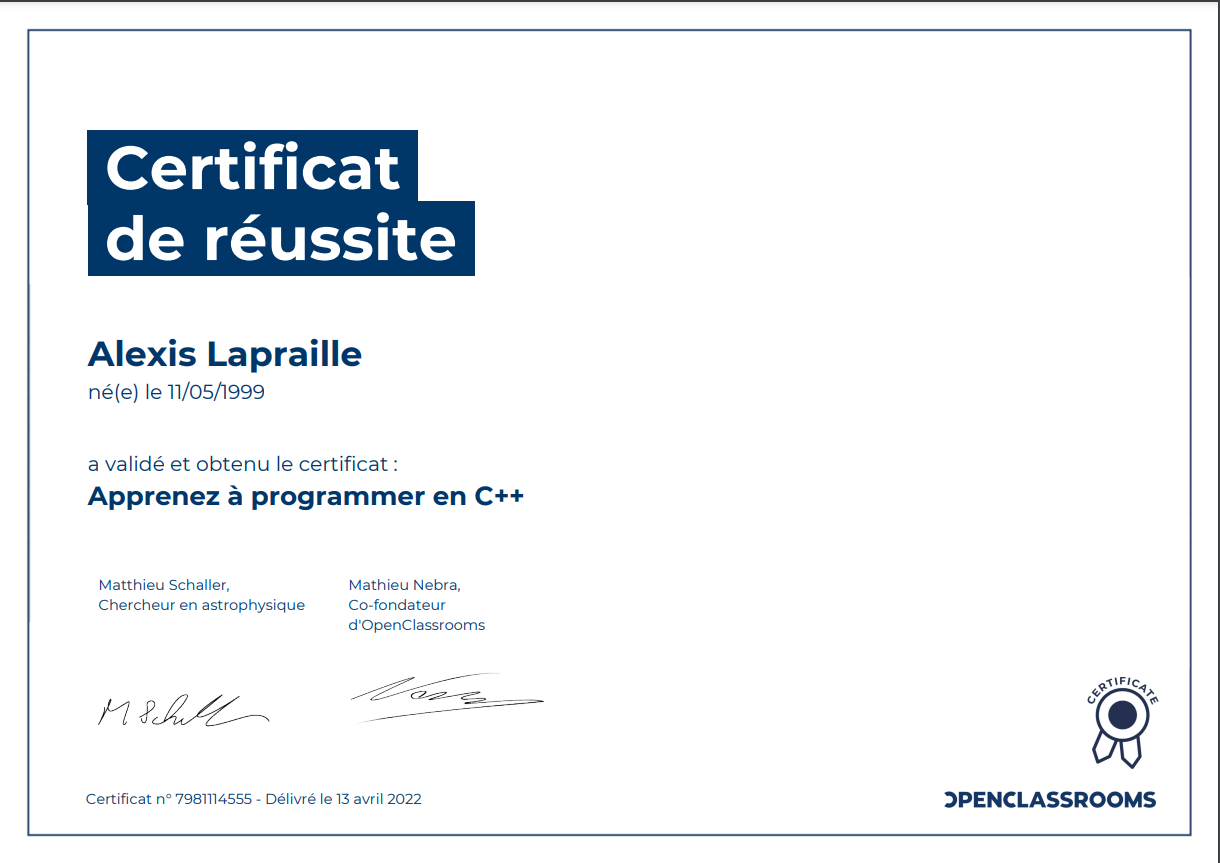 Certificat
de réussite
Alexis Lapraille
né(e) le 11/05/1999
a validé et obtenu le certificat :
Apprenez à programmer en C++
Matthieu Schaller,
Chercheur en astrophysique
Mathieu Nebra,
Co-fondateur
d'OpenClassrooms
M Schaller
CERTIFICATE
Certificat n° 7981114555 - Délivré le 13 avril 2022
OPENCLASSROOMS